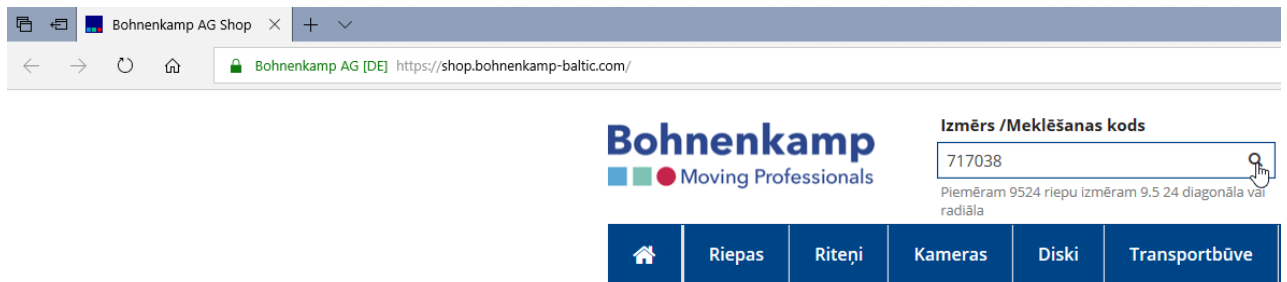 Bohnenkamp AG Shop
Bohnenkamp AG [DE] https://shop.bohnenkamp-baltic.com/
Bohnenkamp
Moving Professionals
Izmērs /Meklēšanas kods
717038
Piemēram 9524 riepu izmēram 9.5 24 diagonāla vai
radiāla
Riepas Riteņi Kameras Diski Transportbūve